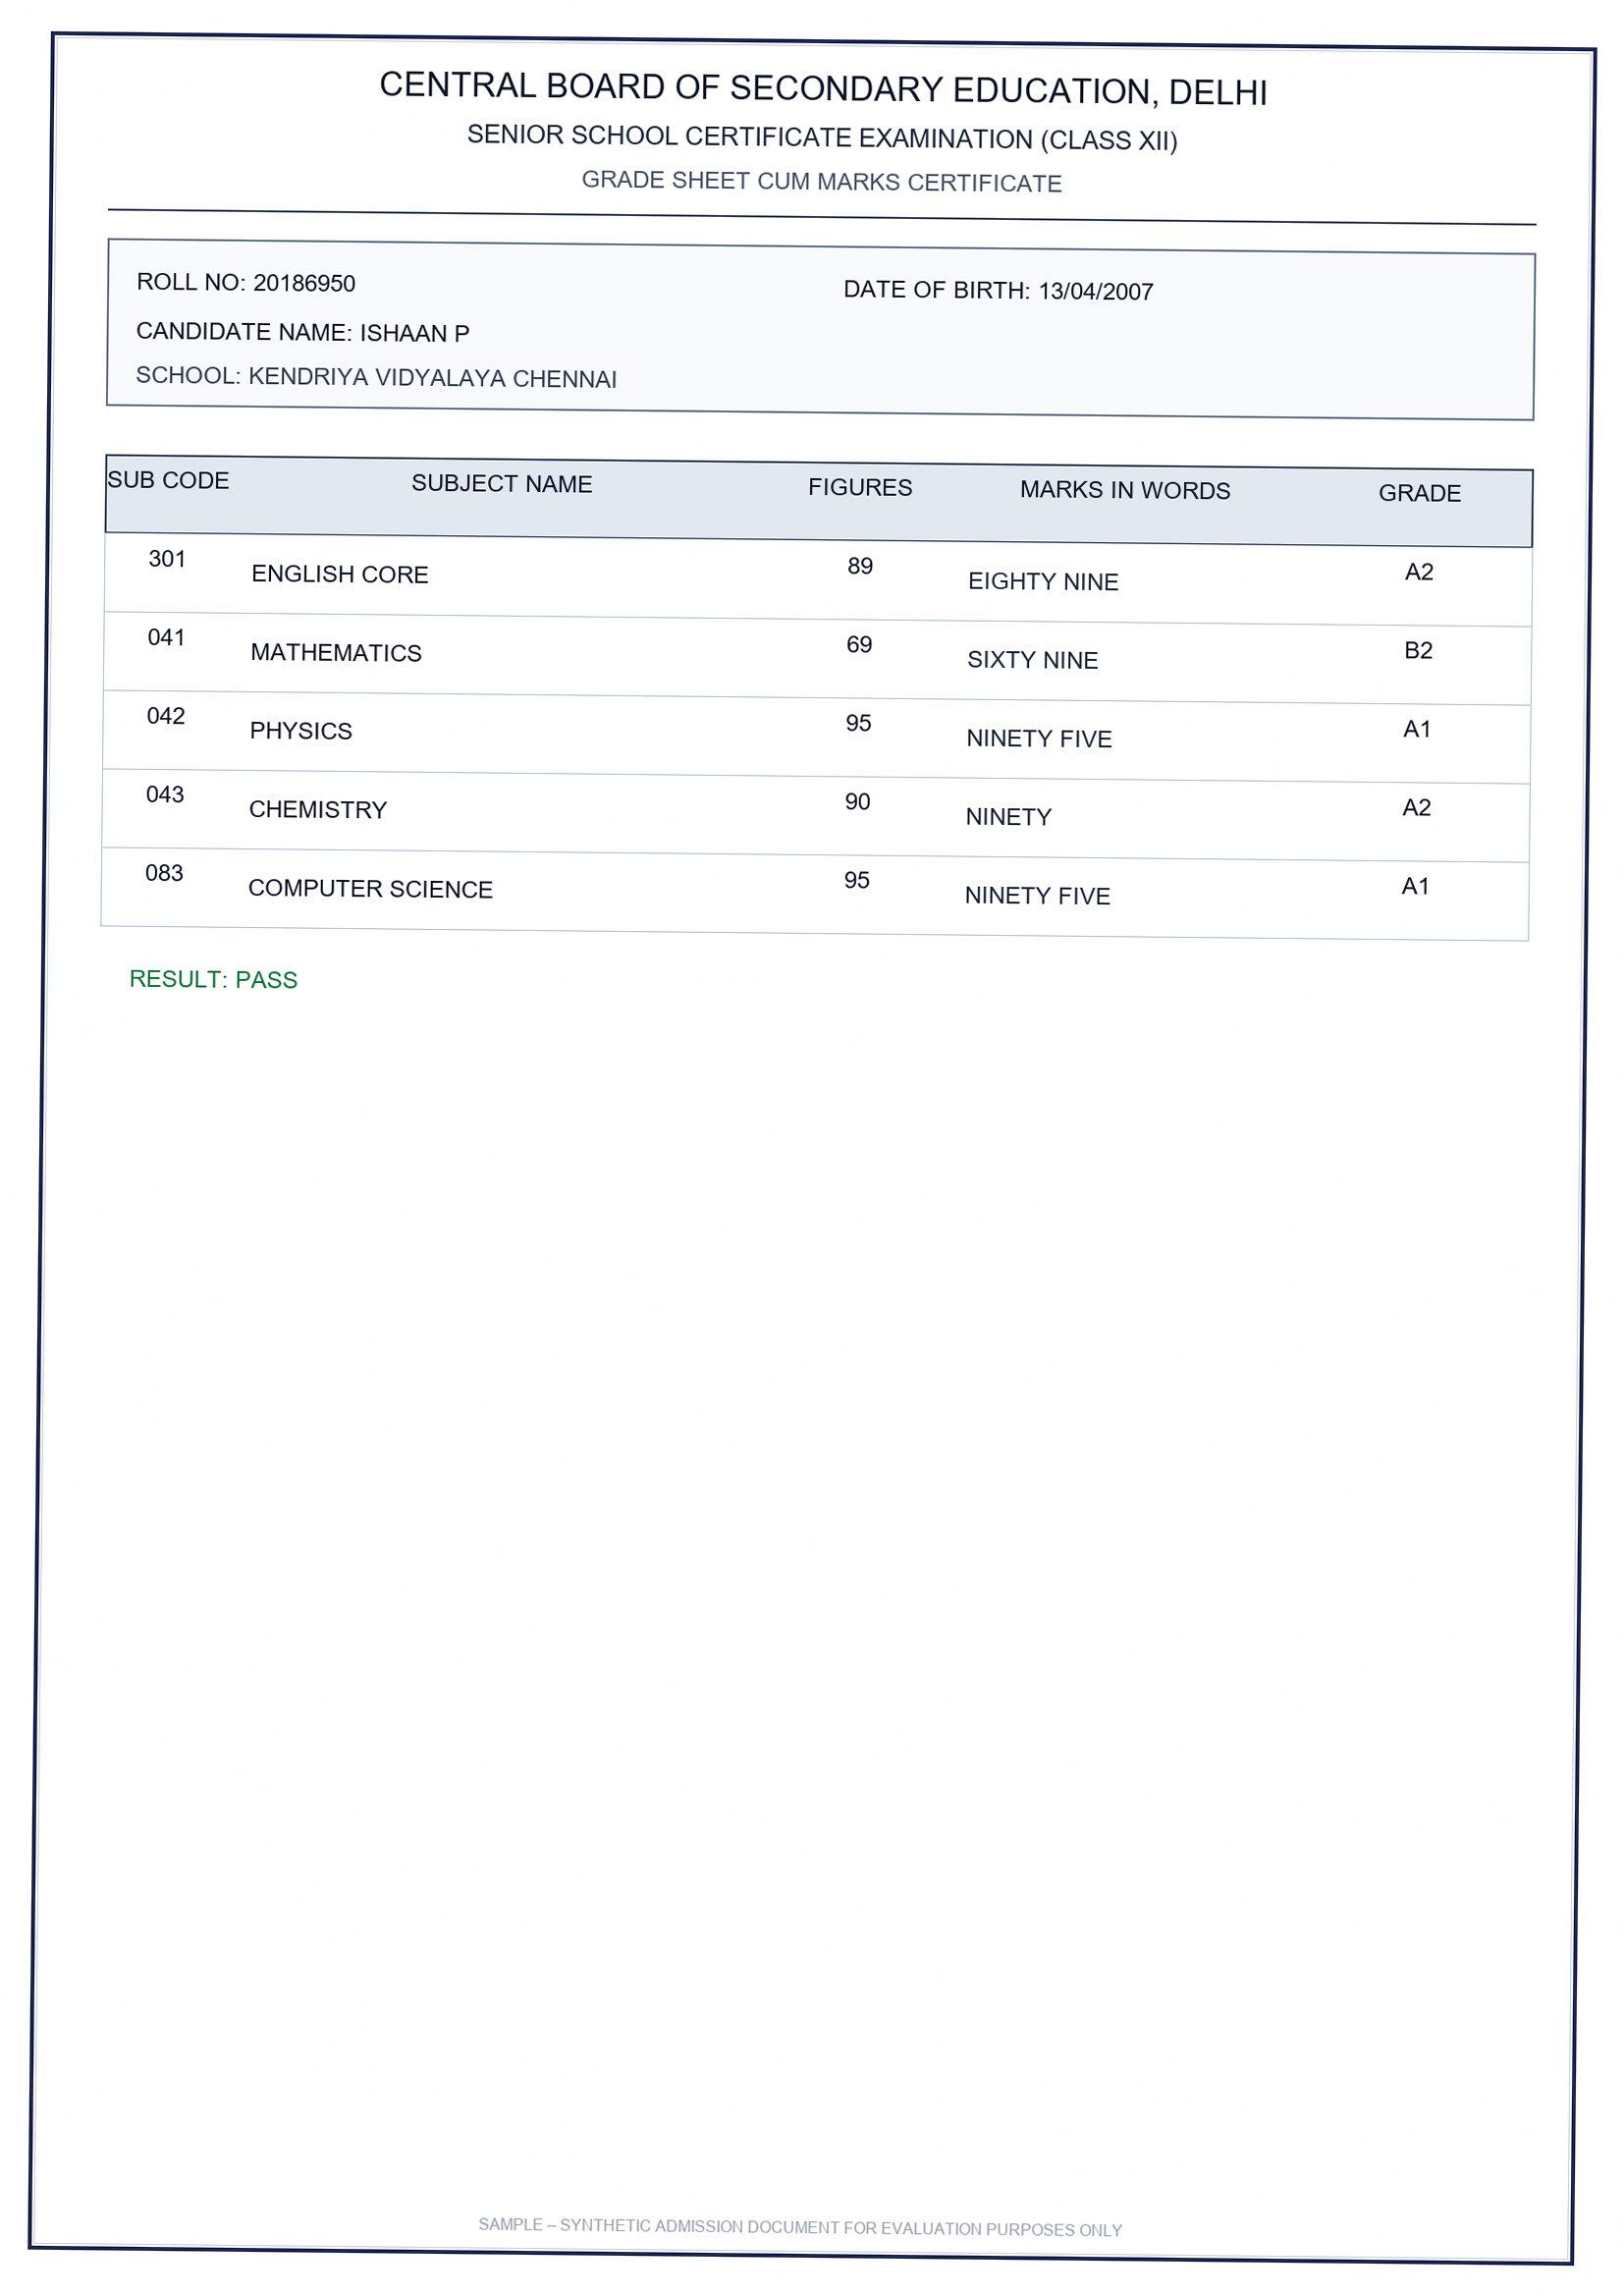 CENTRAL BOARD OF SECONDARY EDUCATION, DELHI
SENIOR SCHOOL CERTIFICATE EXAMINATION (CLASS XII)
GRADE SHEET CUM MARKS CERTIFICATE
ROLL NO: 20186950 DATE OF BIRTH: 13/04/2007
CANDIDATE NAME: ISHAAN P
SCHOOL: KENDRIYA VIDYALAYA CHENNAI
SUB CODE SUBJECT NAME FIGURES MARKS IN WORDS GRADE
301 ENGLISH CORE 89 EIGHTY NINE A2
041 MATHEMATICS 69 SIXTY NINE B2
042 PHYSICS 95 NINETY FIVE A1
043 CHEMISTRY 90 NINETY A2
083 COMPUTER SCIENCE 95 NINETY FIVE A1
RESULT: PASS
SAMPLE – SYNTHETIC ADMISSION DOCUMENT FOR EVALUATION PURPOSES ONLY